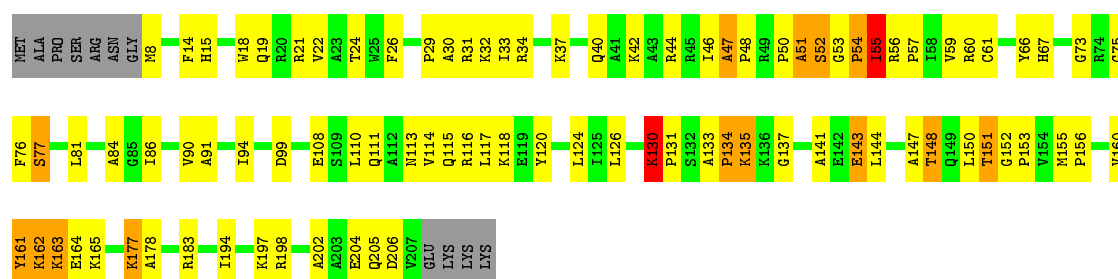 MET ALA PRO SER ARG ASN GLY M8 F14 H15 W18 Q19 R20 R21 V22 A23 T24 W25 F26 P29 A30 R31 K32 I33 R34 K37 Q40 A41 K42 A43 R44 R45 I46 A47 P48 R49 P50 A51 S52 G53 P54 I55 R56 P57 I58 V59 R60 C61 Y66 H67 G73 R74
F76 S77 L81 A84 G85 I86 V90 A91 I94 D99 E108 S109 L110 Q111 A112 N113 V114 Q115 R116 L117 K118 E119 Y120 L124 I125 L126 K130 P131 S132 A133 P134 K135 K136 G137 A141 E142 E143 L144 A147 T148 Q149 L150 T151 G152 P153 V154 M155 P156
Y161 K162 K163 E164 K165 K177 A178 R183 I194 K197 R198 A202 A203 E204 Q205 D206 V207 GLU LYS LYS LYS